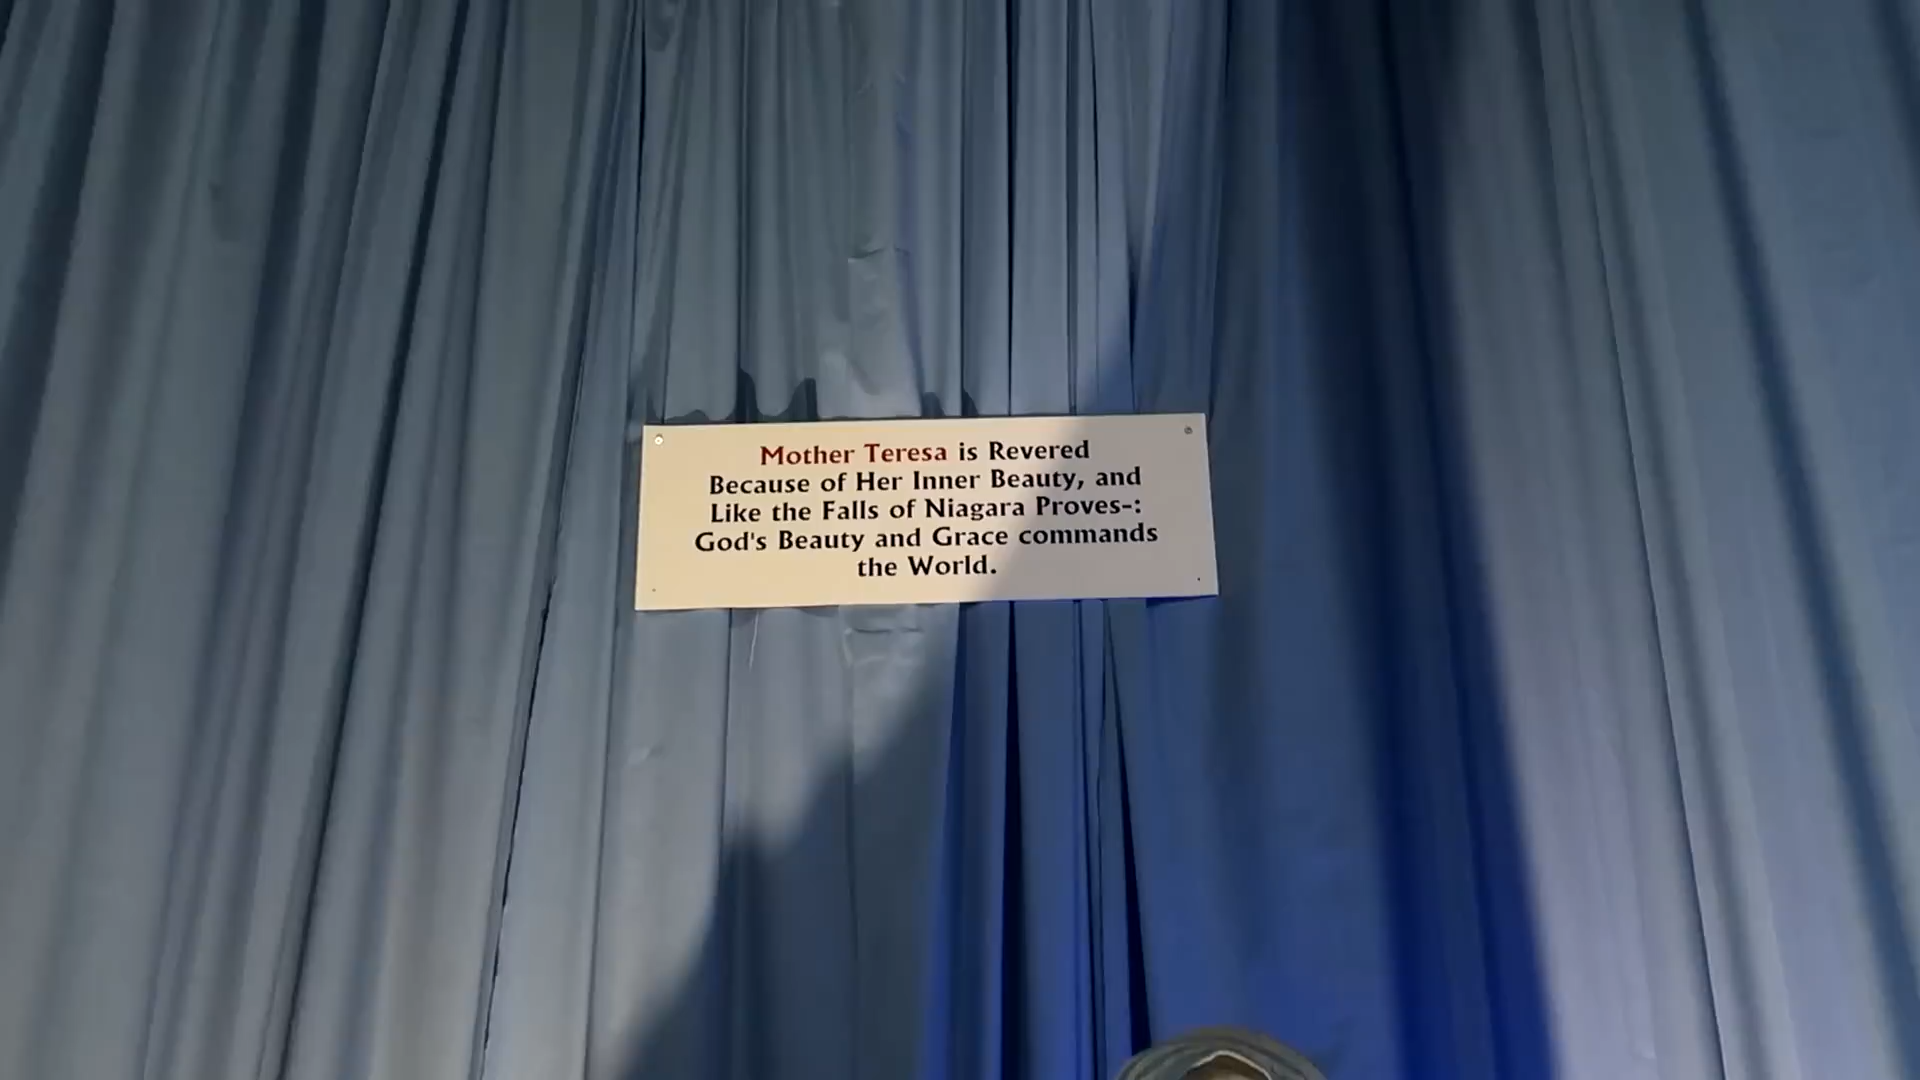 Mother Teresa is Revered
Because of Her Inner Beauty, and
Like the Falls of Niagara Proves-:
God's Beauty and Grace commands
the World.